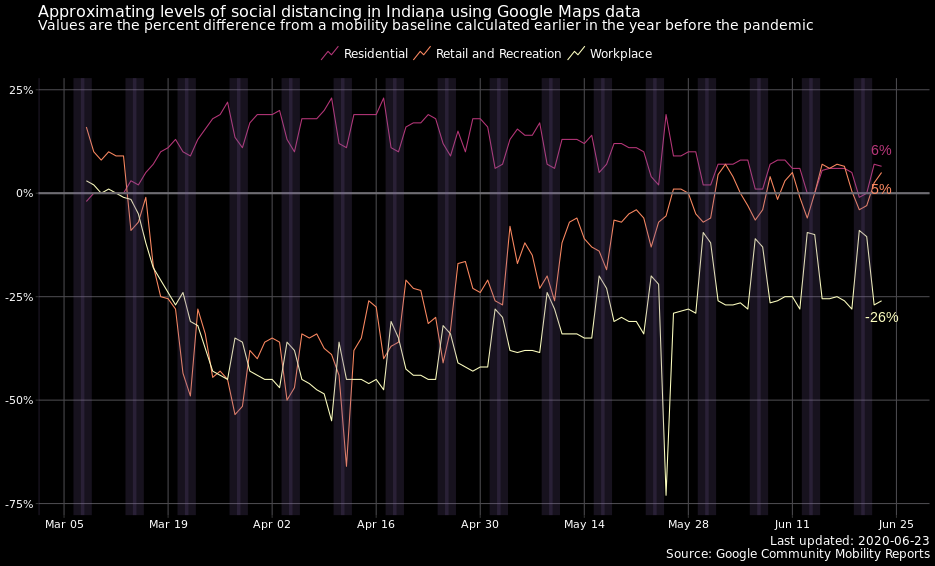 Approximating levels of social distancing in Indiana using Google Maps data
Values are the percent difference from a mobility baseline calculated earlier in the year before the pandemic
Residential Retail and Recreation Workplace
25%
0%
-25%
-50%
-75%
6%
5%
-26%
Mar 05 Mar 19 Apr 02 Apr 16 Apr 30 May 14 May 28 Jun 11 Jun 25
Last updated: 2020-06-23
Source: Google Community Mobility Reports